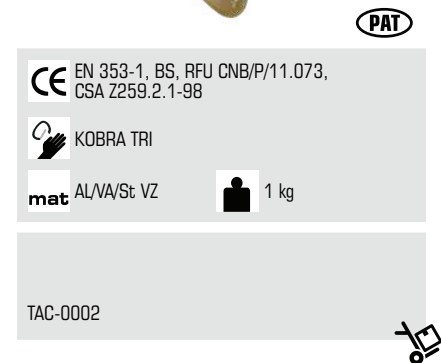 PAT
CE EN 353-1, BS, RFU CNB/P/11.073,
CSA Z259.2.1-98
KOBRA TRI
mat AL/VA/St VZ 1 kg
TAC-0002